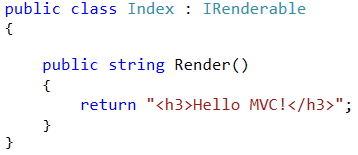 public class Index : IRenderable
{
    public string Render()
    {
        return "<h3>Hello MVC!</h3>";
    }
}